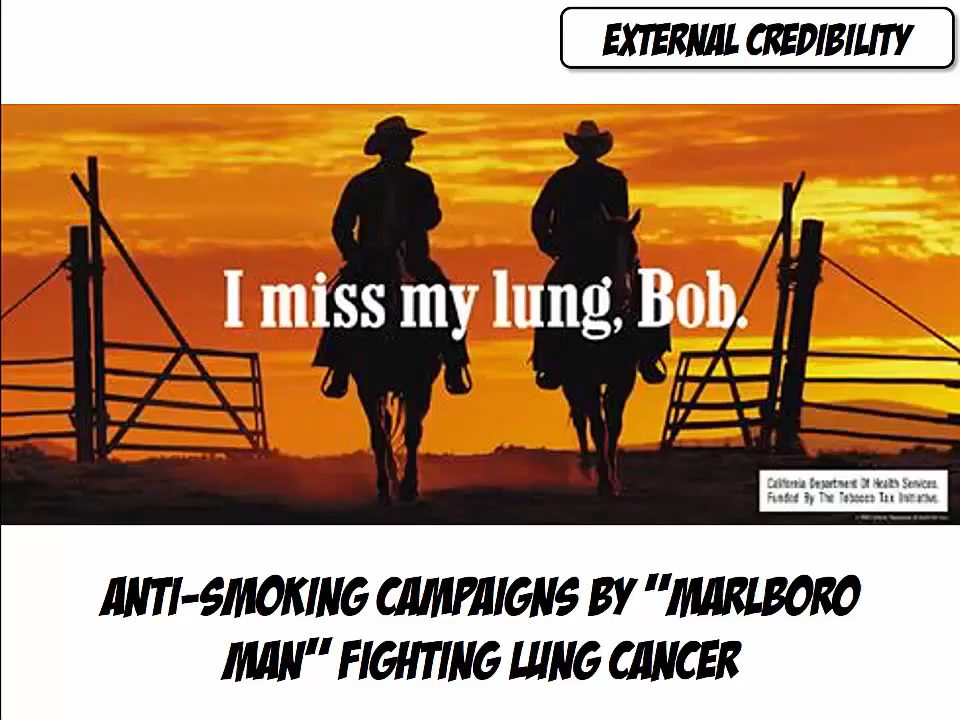 EXTERNAL CREDIBILITY
I miss my lung, Bob.
California Department Of Health Services.
Funded By The Tobacco Tax Initiative.
ANTI-SMOKING CAMPAIGNS BY "MARLBORO
MAN" FIGHTING LUNG CANCER